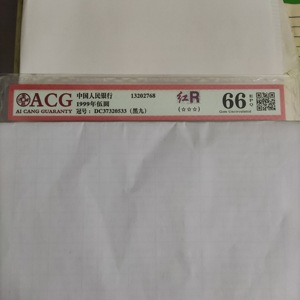 ACG
AI CANG GUARANTY
中国人民银行 13202768
1999年伍圆
冠号：DC37320533（黑九）
红R
（☆☆☆）
66 EPQ